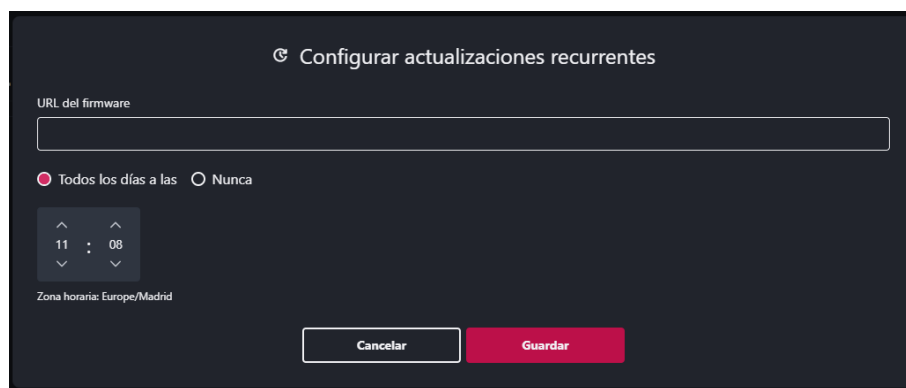 Configurar actualizaciones recurrentes
URL del firmware
Todos los días a las Nunca
11 : 08
Zona horaria: Europe/Madrid
Cancelar Guardar